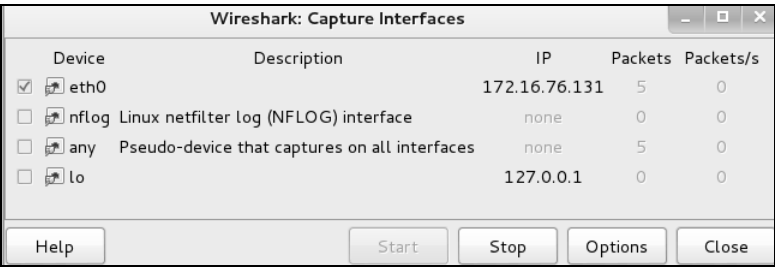 Wireshark: Capture Interfaces
Device Description IP Packets Packets/s
eth0 172.16.76.131 5 0
nflog Linux netfilter log (NFLOG) interface none 0 0
any Pseudo-device that captures on all interfaces none 5 0
lo 127.0.0.1 0 0
Help Start Stop Options Close